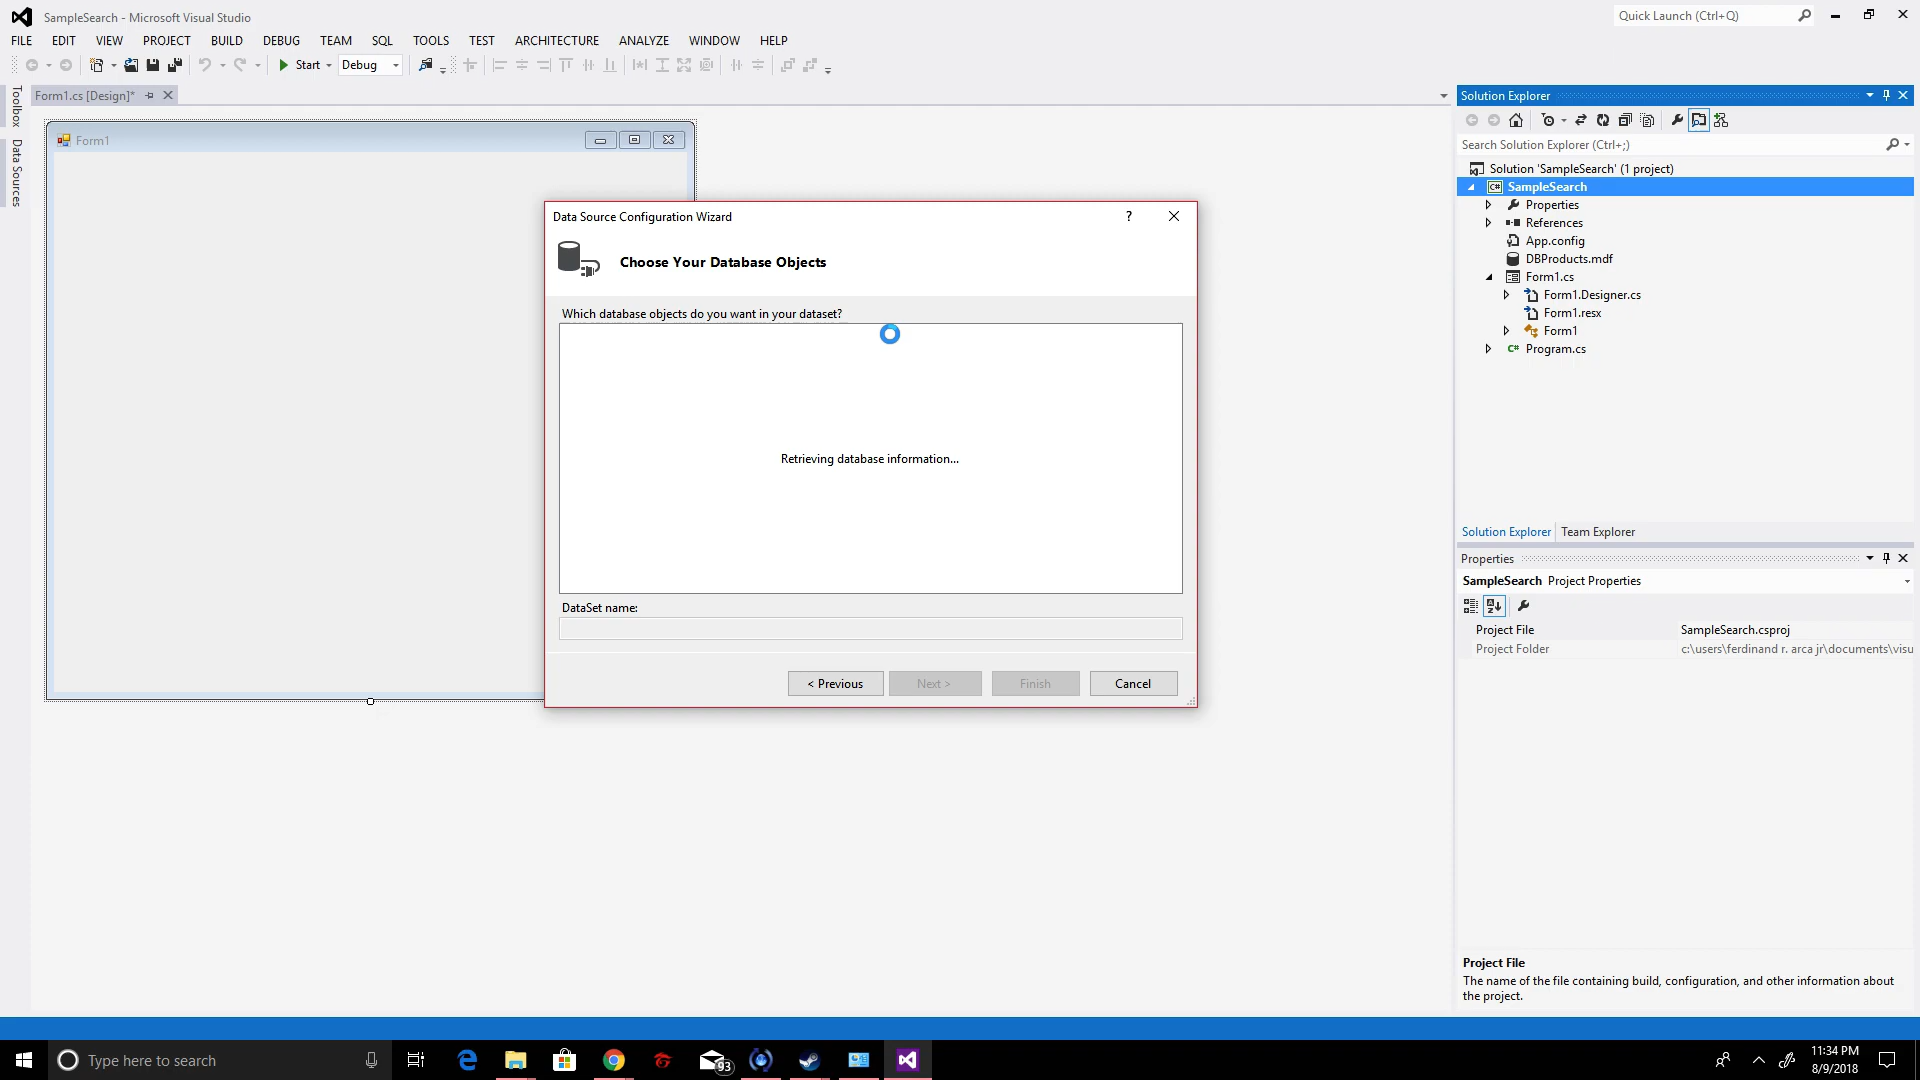 SampleSearch - Microsoft Visual Studio
Quick Launch (Ctrl+Q)
FILE EDIT VIEW PROJECT BUILD DEBUG TEAM SQL TOOLS TEST ARCHITECTURE ANALYZE WINDOW HELP
Start Debug
Toolbox
Data Sources
Form1.cs [Design]*
Form1
Data Source Configuration Wizard
?
Choose Your Database Objects
Which database objects do you want in your dataset?
Retrieving database information...
DataSet name:
< Previous
Next >
Finish
Cancel
Solution Explorer
Search Solution Explorer (Ctrl+;)
Solution 'SampleSearch' (1 project)
C# SampleSearch
Properties
References
App.config
DBProducts.mdf
Form1.cs
Form1.Designer.cs
Form1.resx
Form1
C# Program.cs
Solution Explorer Team Explorer
Properties
SampleSearch Project Properties
Project File SampleSearch.csproj
Project Folder c:\users\ferdinand r. arca jr\documents\visu
Project File
The name of the file containing build, configuration, and other information about
the project.
Type here to search
93
11:34 PM
8/9/2018